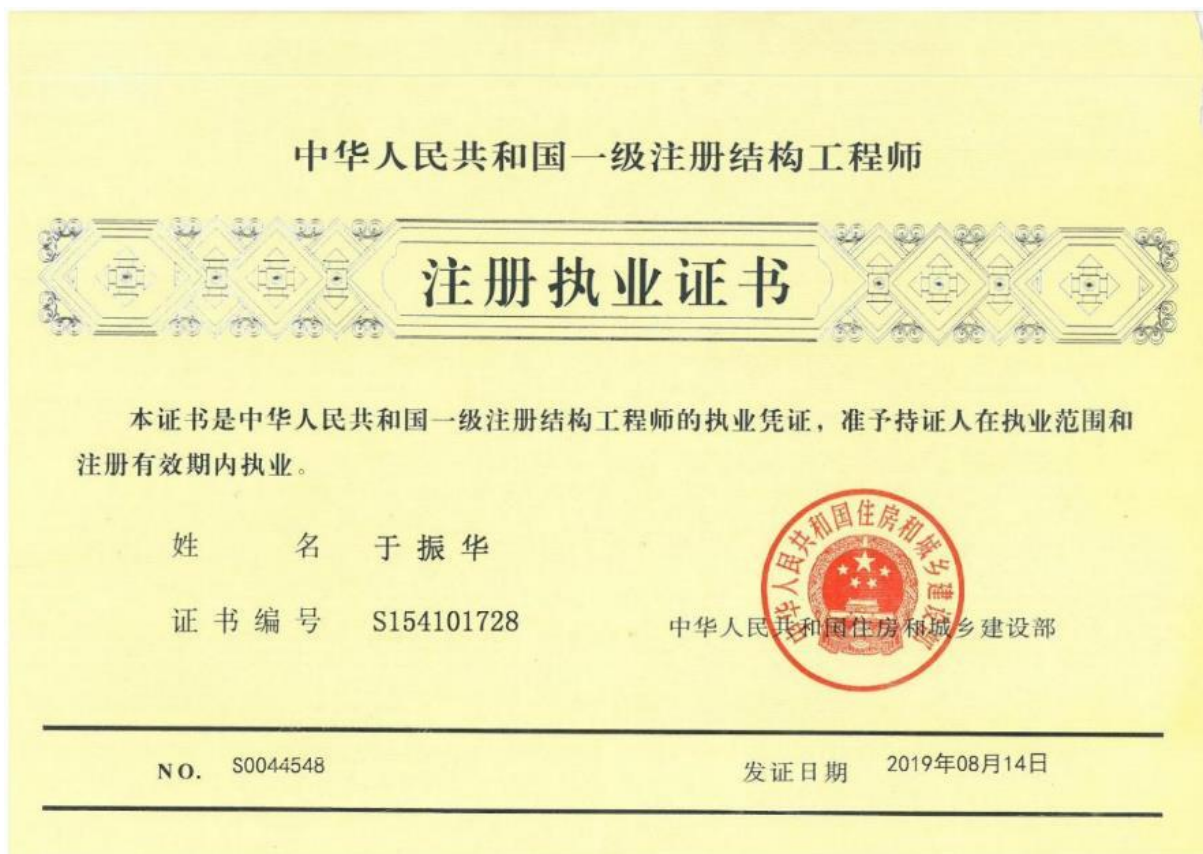 中华人民共和国一级注册结构工程师
注册执业证书
本证书是中华人民共和国一级注册结构工程师的执业凭证，准予持证人在执业范围和
注册有效期内执业。
姓 名 于振华
证书编号 S154101728
中华人民共和国住房和城乡建设部
中华人民共和国住房和城乡建设部
NO. S0044548 发证日期 2019年08月14日